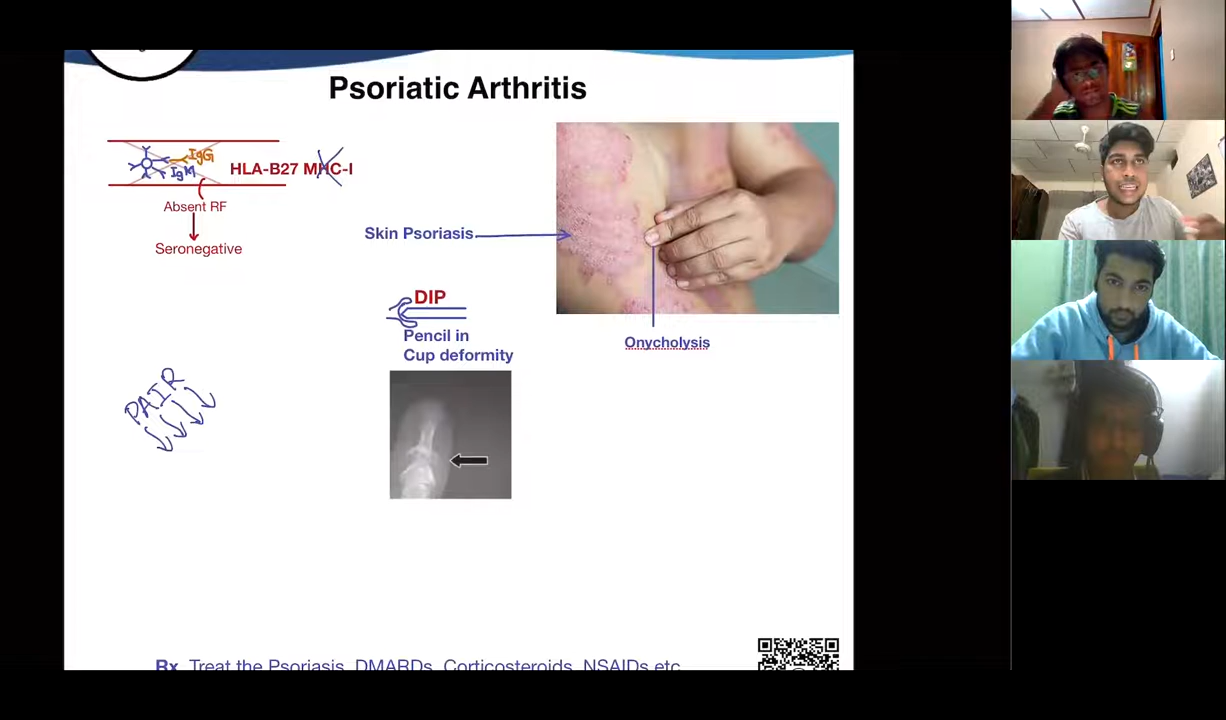 Psoriatic Arthritis
IgG
IgM
HLA-B27 MHC-I
Absent RF
Seronegative
Skin Psoriasis
DIP
Pencil in
Cup deformity
Onycholysis
PAIR
Rx Treat the Psoriasis, DMARDs, Corticosteroids, NSAIDs etc